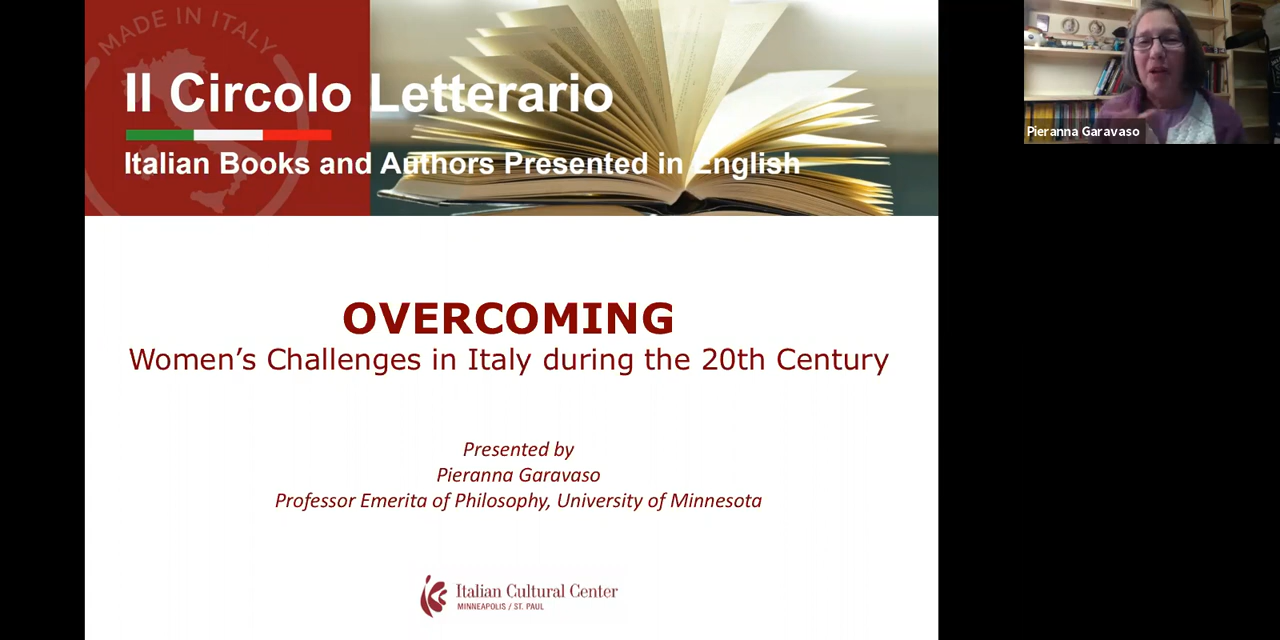 MADE IN ITALY
Il Circolo Letterario
Italian Books and Authors Presented in English
Pieranna Garavaso
OVERCOMING
Women's Challenges in Italy during the 20th Century
Presented by
Pieranna Garavaso
Professor Emerita of Philosophy, University of Minnesota
Italian Cultural Center
MINNEAPOLIS / ST. PAUL